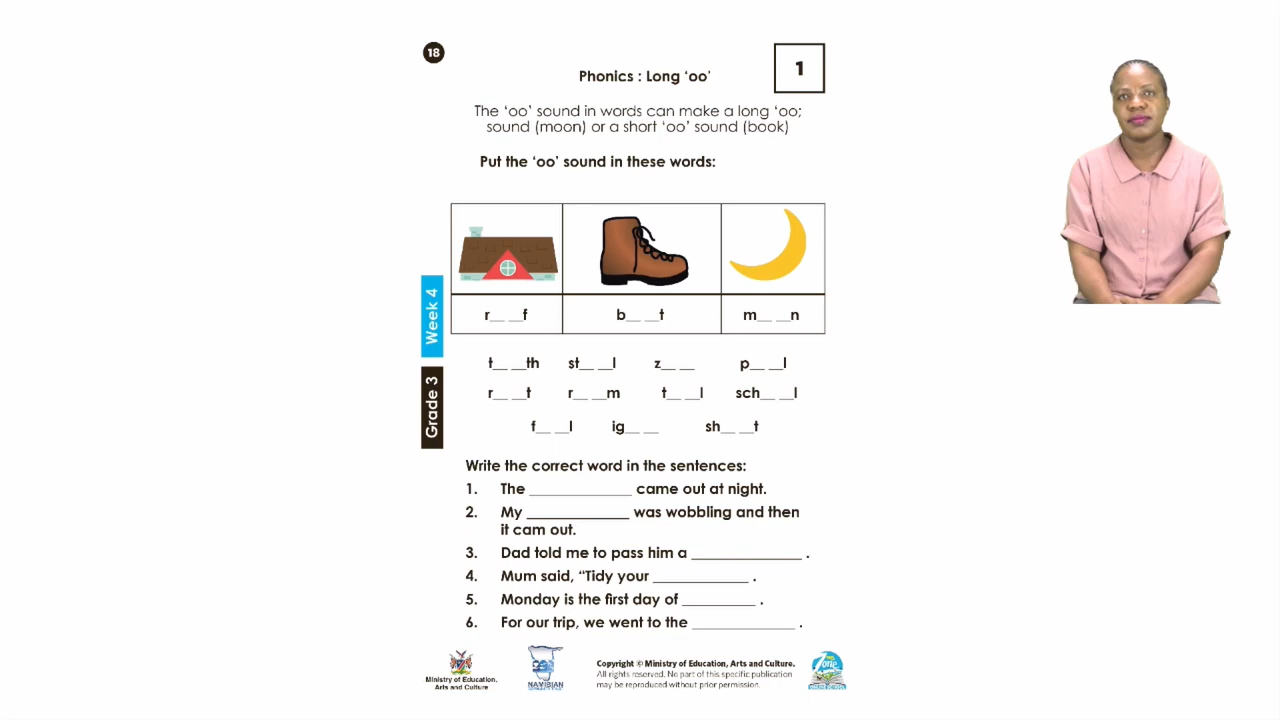 18
1
Phonics : Long ‘oo’
The ‘oo’ sound in words can make a long ‘oo;
sound (moon) or a short ‘oo’ sound (book)
Put the ‘oo’ sound in these words:
r__ __f b__ __t m__ __n
t__ __th st__ __l z__ __ p__ __l
r__ __t r__ __m t__ __l sch__ __l
f__ __l ig__ __ sh__ __t
Week 4
Grade 3
Write the correct word in the sentences:
1. The ____________ came out at night.
2. My ____________ was wobbling and then
it cam out.
3. Dad told me to pass him a _____________ .
4. Mum said, “Tidy your ___________ .
5. Monday is the first day of _________ .
6. For our trip, we went to the ____________ .
Ministry of Education,
Arts and Culture
NAMIBIAN
Copyright © Ministry of Education, Arts and Culture.
All rights reserved. No part of this specific publication
may be reproduced without prior permission.
Zone
ONLINE SCHOOL